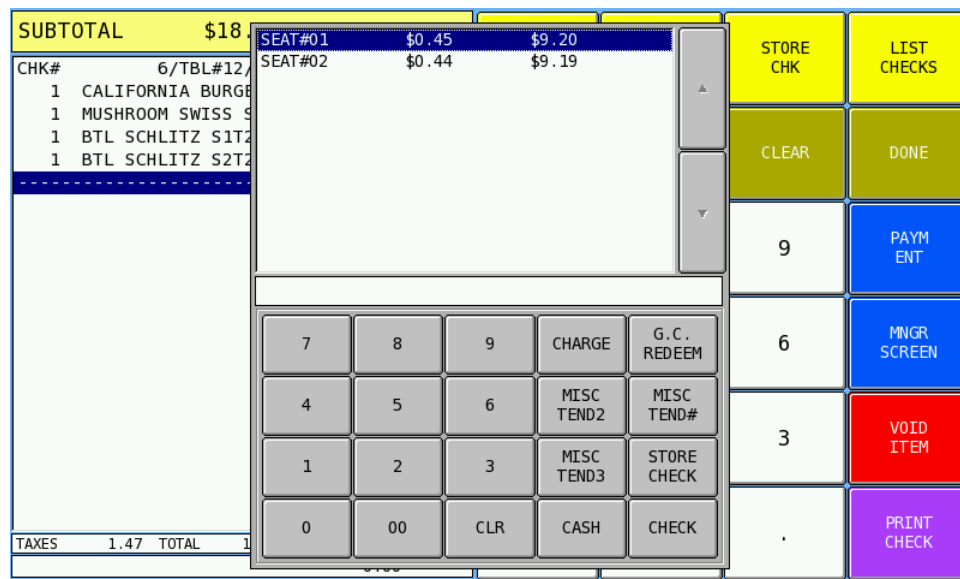 SUBTOTAL $18.
CHK# 6/TBL#12/
1 CALIFORNIA BURGE
1 MUSHROOM SWISS S
1 BTL SCHLITZ S1T2
1 BTL SCHLITZ S2T2
TAXES 1.47 TOTAL 1
SEAT#01 $0.45 $9.20
SEAT#02 $0.44 $9.19
7 8 9 CHARGE G.C. REDEEM
4 5 6 MISC TEND2 MISC TEND#
1 2 3 MISC TEND3 STORE CHECK
0 00 CLR CASH CHECK
STORE CHK
LIST CHECKS
CLEAR
DONE
9
PAYM ENT
6
MNGR SCREEN
3
VOID ITEM
.
PRINT CHECK